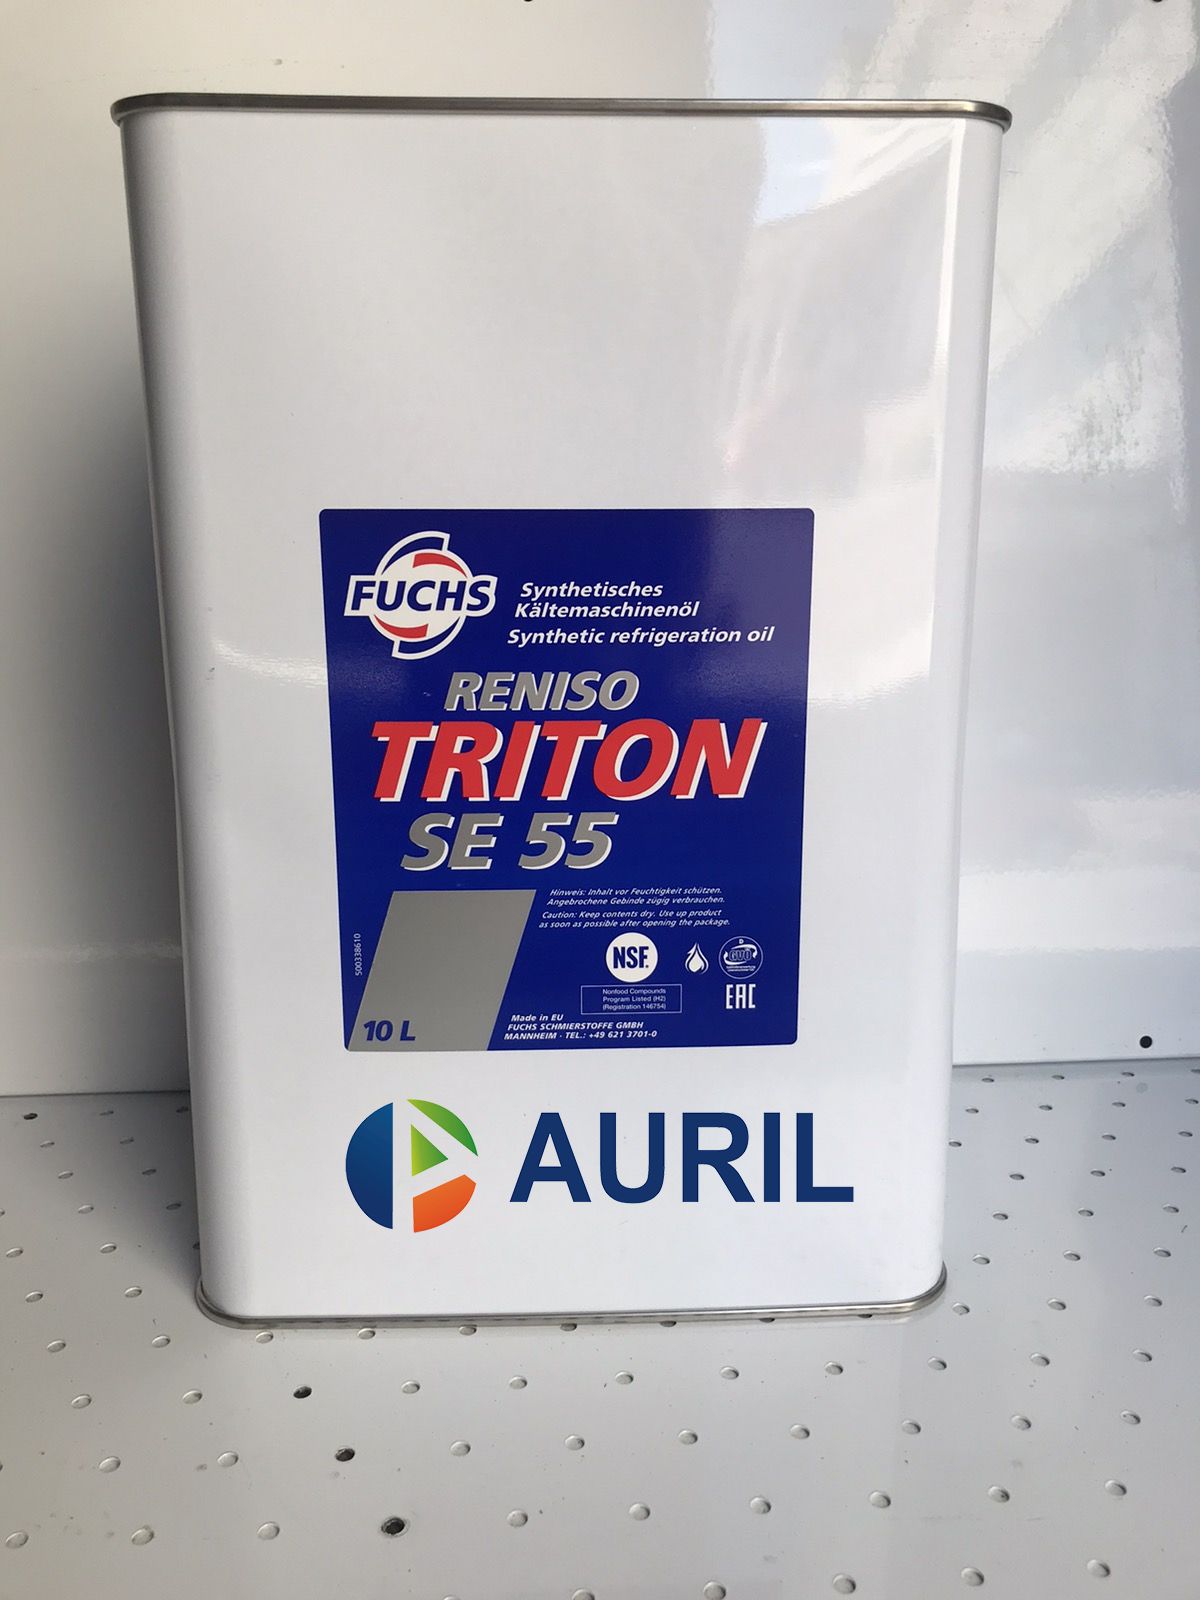 FUCHS
Synthetisches
Kältemaschinenöl
Synthetic refrigeration oil
RENISO
TRITON
SE 55
Hinweis: Inhalt vor Feuchtigkeit schützen.
Angebrochene Gebinde zügig verbrauchen.
Caution: Keep contents dry. Use up product
as soon as possible after opening the package.
500338610
NSF.
D
GVÖ
Nonfood Compounds
Program Listed (H2)
(Registration 146754)
EAC
10 L
Made in EU
FUCHS SCHMIERSTOFFE GMBH
MANNHEIM · TEL.: +49 621 3701-0
AURIL